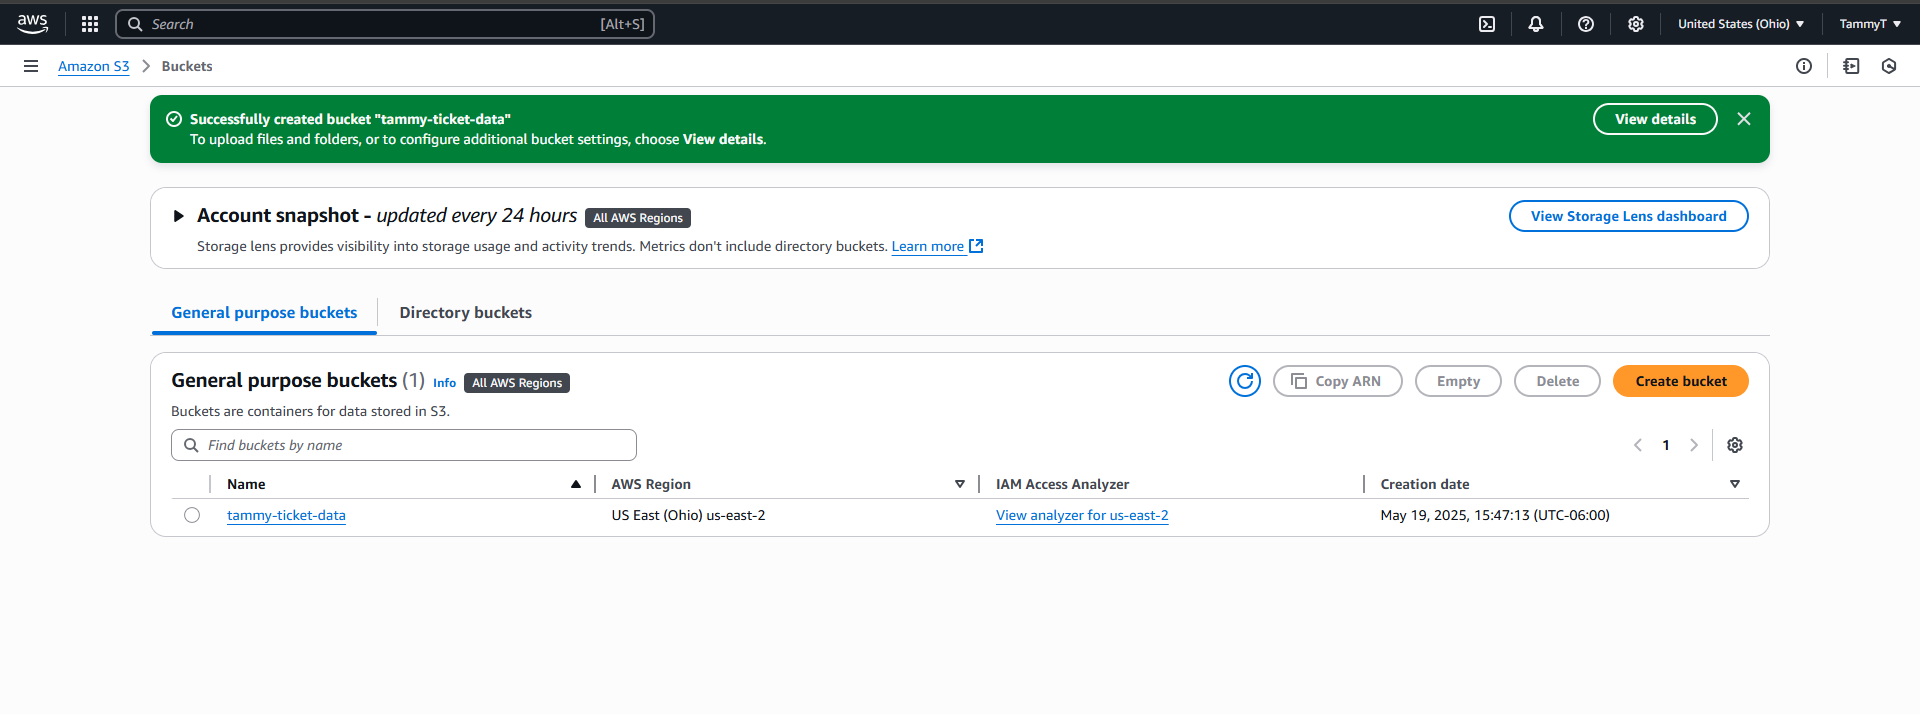 aws
Search [Alt+S]
United States (Ohio)
TammyT
Amazon S3 > Buckets
Successfully created bucket "tammy-ticket-data"
To upload files and folders, or to configure additional bucket settings, choose View details.
View details
Account snapshot - updated every 24 hours All AWS Regions
Storage lens provides visibility into storage usage and activity trends. Metrics don't include directory buckets. Learn more
View Storage Lens dashboard
General purpose buckets
Directory buckets
General purpose buckets (1) Info All AWS Regions
Copy ARN
Empty
Delete
Create bucket
Buckets are containers for data stored in S3.
Find buckets by name
1
Name AWS Region IAM Access Analyzer Creation date
tammy-ticket-data US East (Ohio) us-east-2 View analyzer for us-east-2 May 19, 2025, 15:47:13 (UTC-06:00)